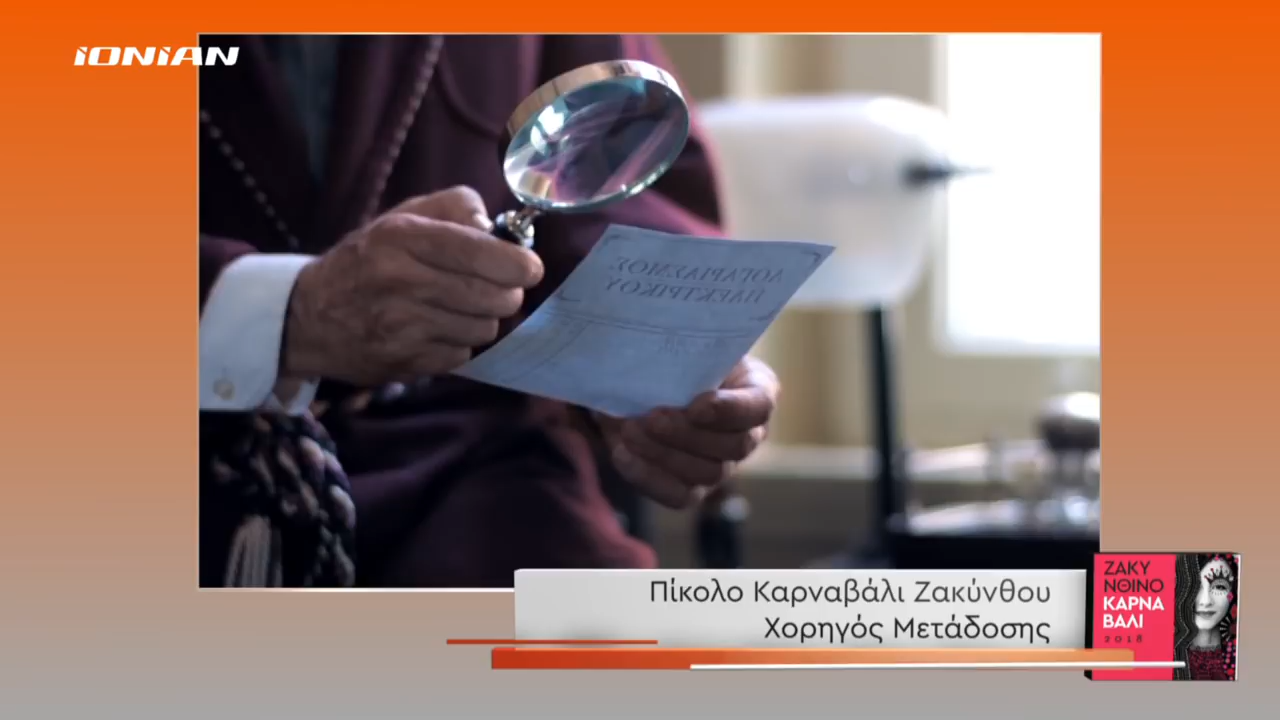 iONiAN
ΛΟΓΑΡΙΑΣΜΟΣ
ΗΛΕΚΤΡΙΚΟΥ
Πίκολο Καρναβάλι Ζακύνθου
Χορηγός Μετάδοσης
ΖΑΚΥ
ΝΘΙΝΟ
ΚΑΡΝΑ
ΒΑΛΙ
2018